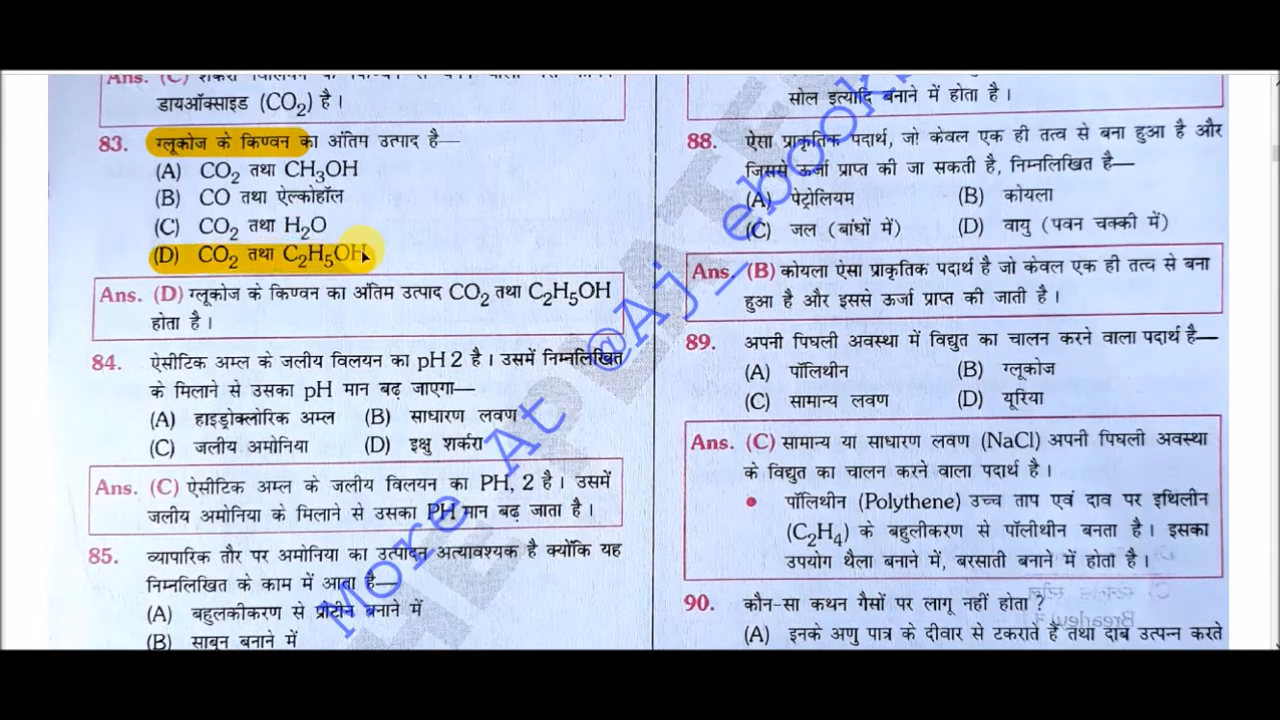 डायऑक्साइड (CO₂) है।
83. ग्लूकोज के किण्वन का अंतिम उत्पाद है—
(A) CO₂ तथा CH₃OH
(B) CO तथा ऐल्कोहॉल
(C) CO₂ तथा H₂O
(D) CO₂ तथा C₂H₅OH
Ans. (D) ग्लूकोज के किण्वन का अंतिम उत्पाद CO₂ तथा C₂H₅OH
होता है।
84. ऐसीटिक अम्ल के जलीय विलयन का pH 2 है। उसमें निम्नलिखित
के मिलाने से उसका pH मान बढ़ जाएगा—
(A) हाइड्रोक्लोरिक अम्ल (B) साधारण लवण
(C) जलीय अमोनिया (D) इक्षु शर्करा
Ans. (C) ऐसीटिक अम्ल के जलीय विलयन का PH, 2 है। उसमें
जलीय अमोनिया के मिलाने से उसका PH मान बढ़ जाता है।
85. व्यापारिक तौर पर अमोनिया का उत्पादन अत्यावश्यक है क्योंकि यह
निम्नलिखित के काम में आता है—
(A) बहुलकीकरण से प्रोटीन बनाने में
(B) साबुन बनाने में
सोल इत्यादि बनाने में होता है।
88. ऐसा प्राकृतिक पदार्थ, जो केवल एक ही तत्व से बना हुआ है और
जिससे ऊर्जा प्राप्त की जा सकती है, निम्नलिखित है—
(A) पेट्रोलियम (B) कोयला
(C) जल (बांधों में) (D) वायु (पवन चक्की में)
Ans. (B) कोयला ऐसा प्राकृतिक पदार्थ है जो केवल एक ही तत्व से बना
हुआ है और इससे ऊर्जा प्राप्त की जाती है।
89. अपनी पिघली अवस्था में विद्युत का चालन करने वाला पदार्थ है—
(A) पॉलिथीन (B) ग्लूकोज
(C) सामान्य लवण (D) यूरिया
Ans. (C) सामान्य या साधारण लवण (NaCl) अपनी पिघली अवस्था
के विद्युत का चालन करने वाला पदार्थ है।
• पॉलिथीन (Polythene) उच्च ताप एवं दाव पर इथिलीन
(C₂H₄) के बहुलीकरण से पॉलीथीन बनता है। इसका
उपयोग थैला बनाने में, बरसाती बनाने में होता है।
90. कौन-सा कथन गैसों पर लागू नहीं होता?
(A) इनके अणु पात्र के दीवार से टकराते हैं तथा दाब उत्पन्न करते
More At @Aj_ebook